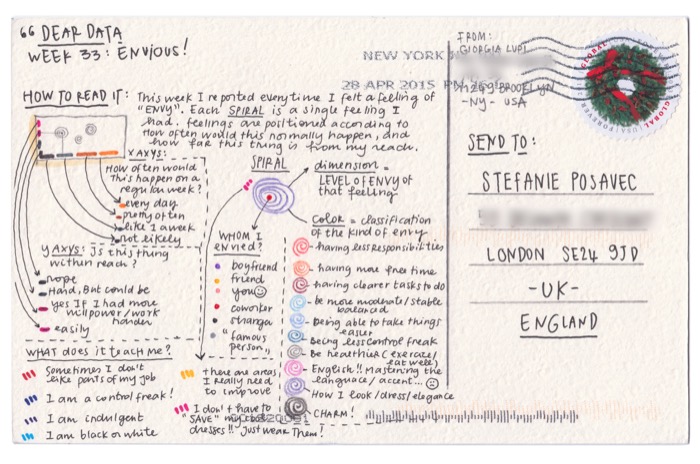 “ DEAR DATA
WEEK 33: ENVIOUS!
HOW TO READ IT:
This week I reported every time I felt a feeling of
"ENVY". Each SPIRAL is a single feeling I
had. feelings are positioned according to
How often would this normally happen, and
how far this thing is from my reach.
X AXYS:
How often would
This happen on a
regular week?
every day
pretty often
like 1 a week
not likely
Y AXYS: Is this thing
within reach?
nope
Hand, But could be
yes If I had more
willpower/work
harder
easily
SPIRAL
dimension =
LEVEL OF ENVY OF
that feeling
Color = classification
of the kind of envy
WHOM I
envied?
boyfriend
friend
you
coworker
stranger
"famous
person"
having less responsibilities
having more free time
having clearer tasks to do
be more moderate/stable
balanced
Being able to take things
easier
Being less control freak
Be healthier (exercise/
eat well)
English!! Mastering the
language/accent...
How I look/dress/elegance
CHARM!
WHAT DOES IT TEACH ME?
Sometimes I don't
like parts of my job
I am a control freak!
I am indulgent
I am black or white
there are areas
I really need
to improve
I don't have to
"SAVE" my
dresses!! Just wear Them!
NEW YORK
28 APR 2015 PM
FROM:
GIORGIA LUPI
BROOKLYN
-NY- USA
GLOBAL
GLOBAL
SEND TO:
STEFANIE POSAVEC
LONDON SE24 9JD
-UK-
ENGLAND